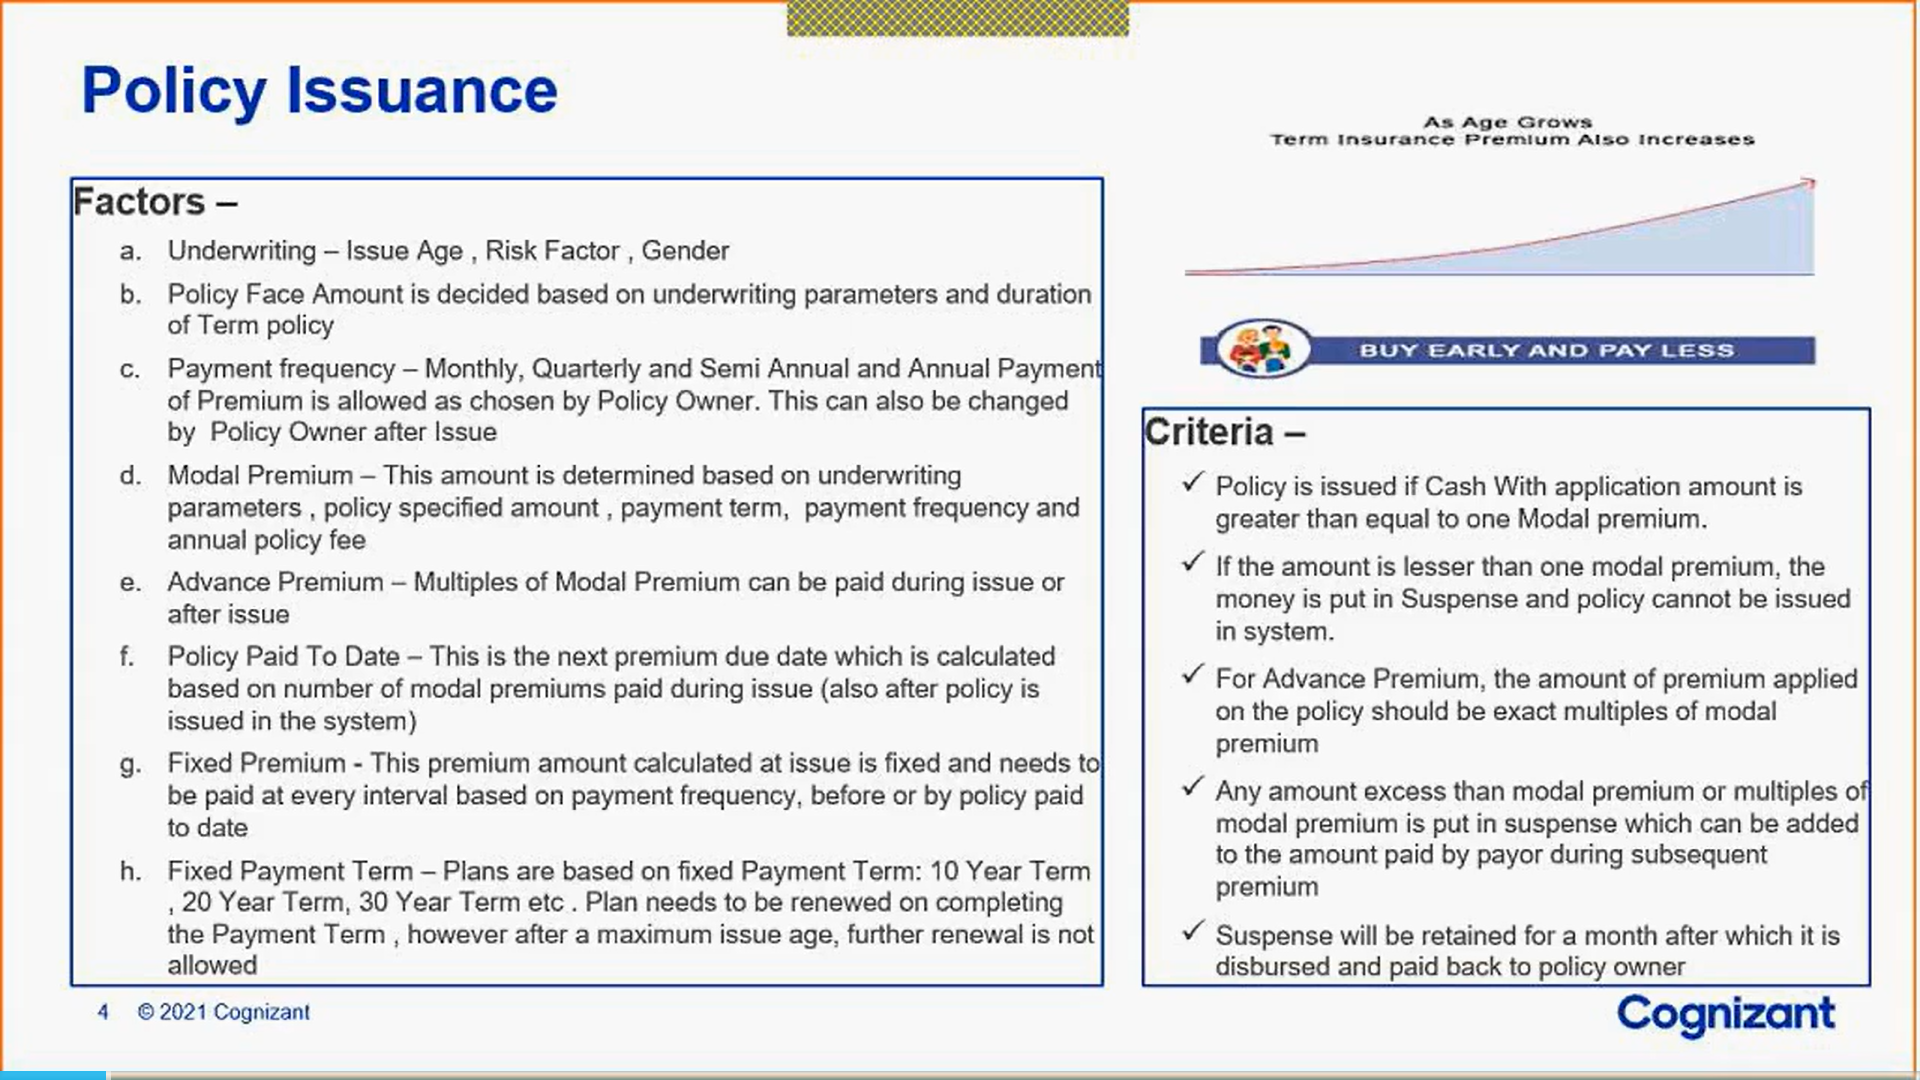 Policy Issuance
As Age Grows
Term Insurance Premium Also Increases
BUY EARLY AND PAY LESS
Factors –
a. Underwriting – Issue Age , Risk Factor , Gender
b. Policy Face Amount is decided based on underwriting parameters and duration
of Term policy
c. Payment frequency – Monthly, Quarterly and Semi Annual and Annual Payment
of Premium is allowed as chosen by Policy Owner. This can also be changed
by Policy Owner after Issue
d. Modal Premium – This amount is determined based on underwriting
parameters , policy specified amount , payment term, payment frequency and
annual policy fee
e. Advance Premium – Multiples of Modal Premium can be paid during issue or
after issue
f. Policy Paid To Date – This is the next premium due date which is calculated
based on number of modal premiums paid during issue (also after policy is
issued in the system)
g. Fixed Premium - This premium amount calculated at issue is fixed and needs to
be paid at every interval based on payment frequency, before or by policy paid
to date
h. Fixed Payment Term – Plans are based on fixed Payment Term: 10 Year Term
, 20 Year Term, 30 Year Term etc . Plan needs to be renewed on completing
the Payment Term , however after a maximum issue age, further renewal is not
allowed
Criteria –
✓ Policy is issued if Cash With application amount is
greater than equal to one Modal premium.
✓ If the amount is lesser than one modal premium, the
money is put in Suspense and policy cannot be issued
in system.
✓ For Advance Premium, the amount of premium applied
on the policy should be exact multiples of modal
premium
✓ Any amount excess than modal premium or multiples of
modal premium is put in suspense which can be added
to the amount paid by payor during subsequent
premium
✓ Suspense will be retained for a month after which it is
disbursed and paid back to policy owner
4 © 2021 Cognizant
Cognizant